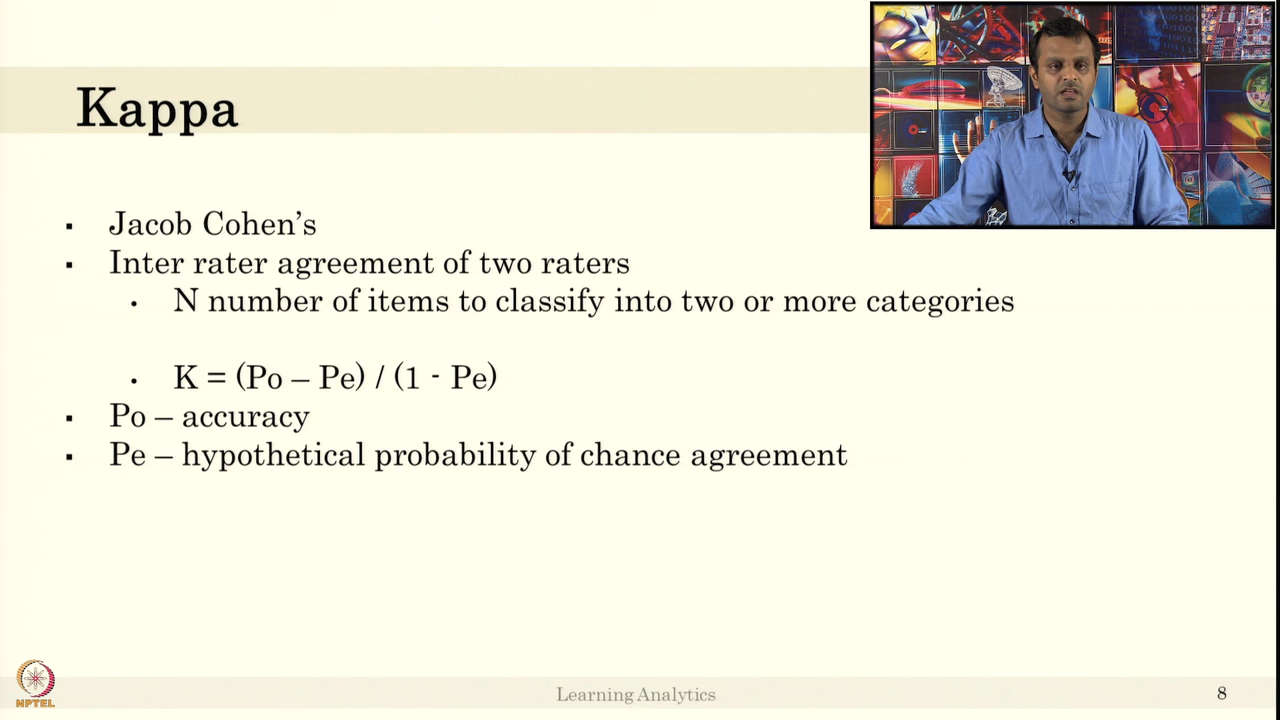 Kappa
▪ Jacob Cohen’s
▪ Inter rater agreement of two raters
• N number of items to classify into two or more categories
• K = (Po – Pe) / (1 - Pe)
▪ Po – accuracy
▪ Pe – hypothetical probability of chance agreement
NPTEL
Learning Analytics
8